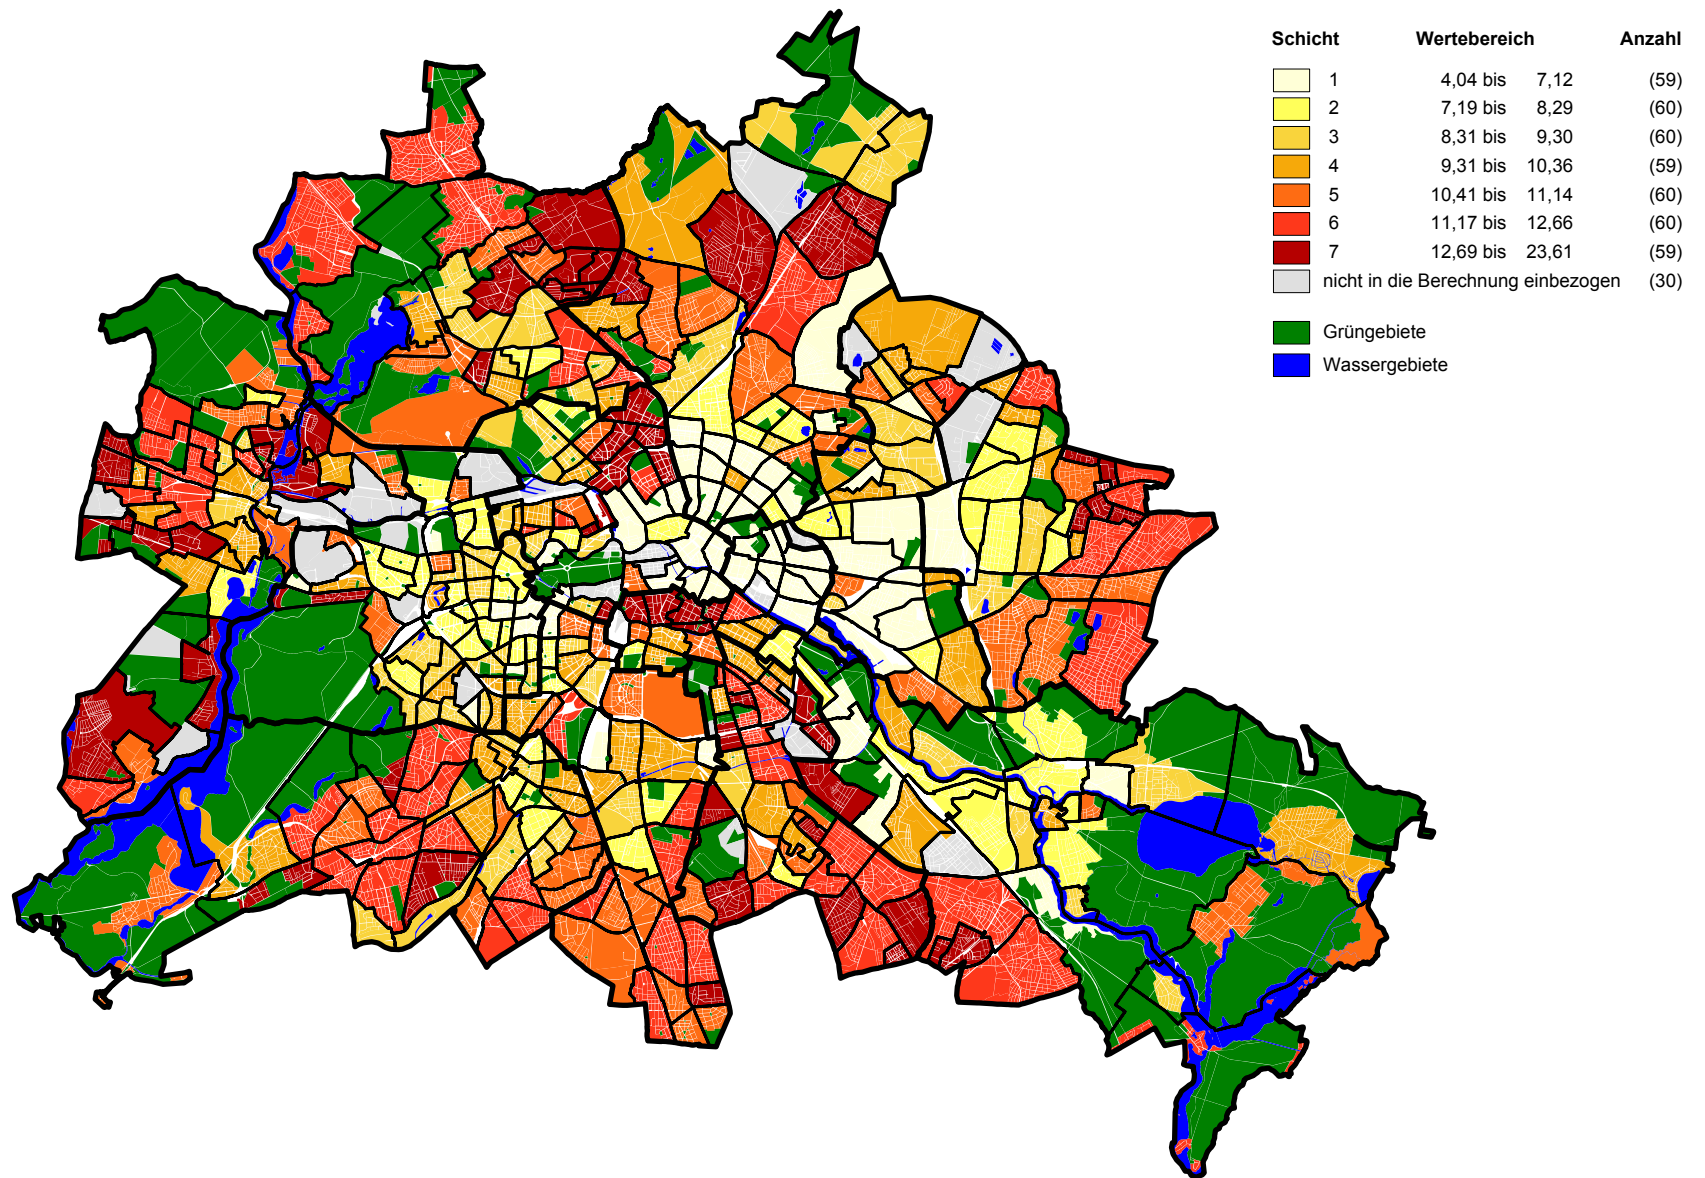 Schicht Wertebereich Anzahl
1 4,04 bis 7,12 (59)
2 7,19 bis 8,29 (60)
3 8,31 bis 9,30 (60)
4 9,31 bis 10,36 (59)
5 10,41 bis 11,14 (60)
6 11,17 bis 12,66 (60)
7 12,69 bis 23,61 (59)
nicht in die Berechnung einbezogen (30)
Grüngebiete
Wassergebiete